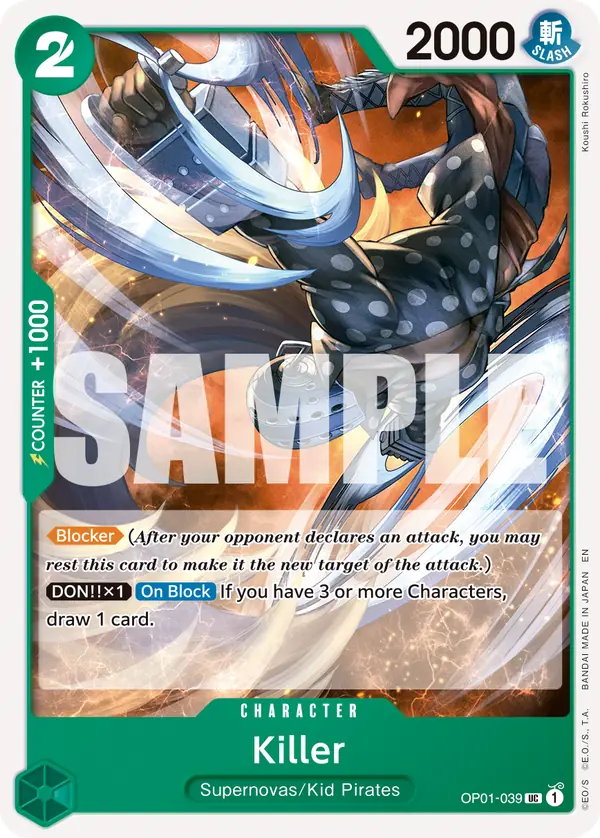 2
2000
斬
SLASH
Koushi Rokushiro
COUNTER +1000
SAMPLE
Blocker (After your opponent declares an attack, you may
rest this card to make it the new target of the attack.)
DON!!×1 On Block If you have 3 or more Characters,
draw 1 card.
CHARACTER
Killer
Supernovas/Kid Pirates
OP01-039 UC 1
©EO/S ©E.O./S., T.A. BANDAI MADE IN JAPAN EN